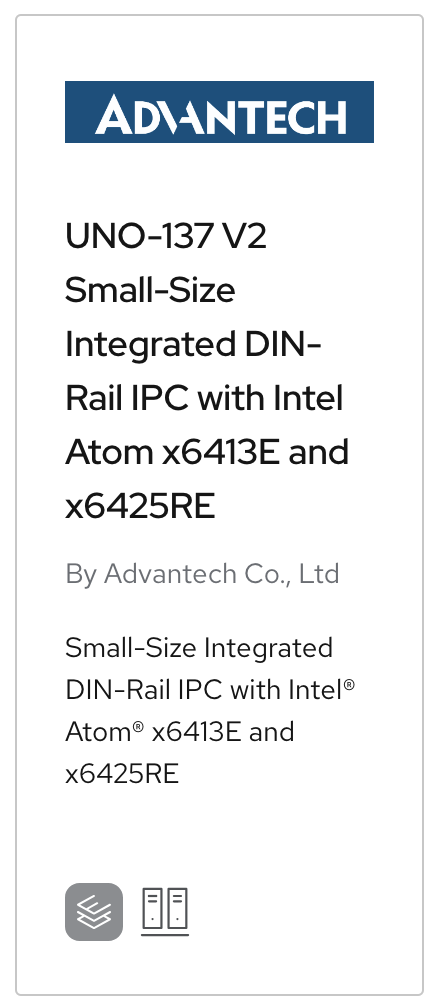 ADVANTECH
UNO-137 V2
Small-Size
Integrated DIN-
Rail IPC with Intel
Atom x6413E and
x6425RE
By Advantech Co., Ltd
Small-Size Integrated
DIN-Rail IPC with Intel®
Atom® x6413E and
x6425RE